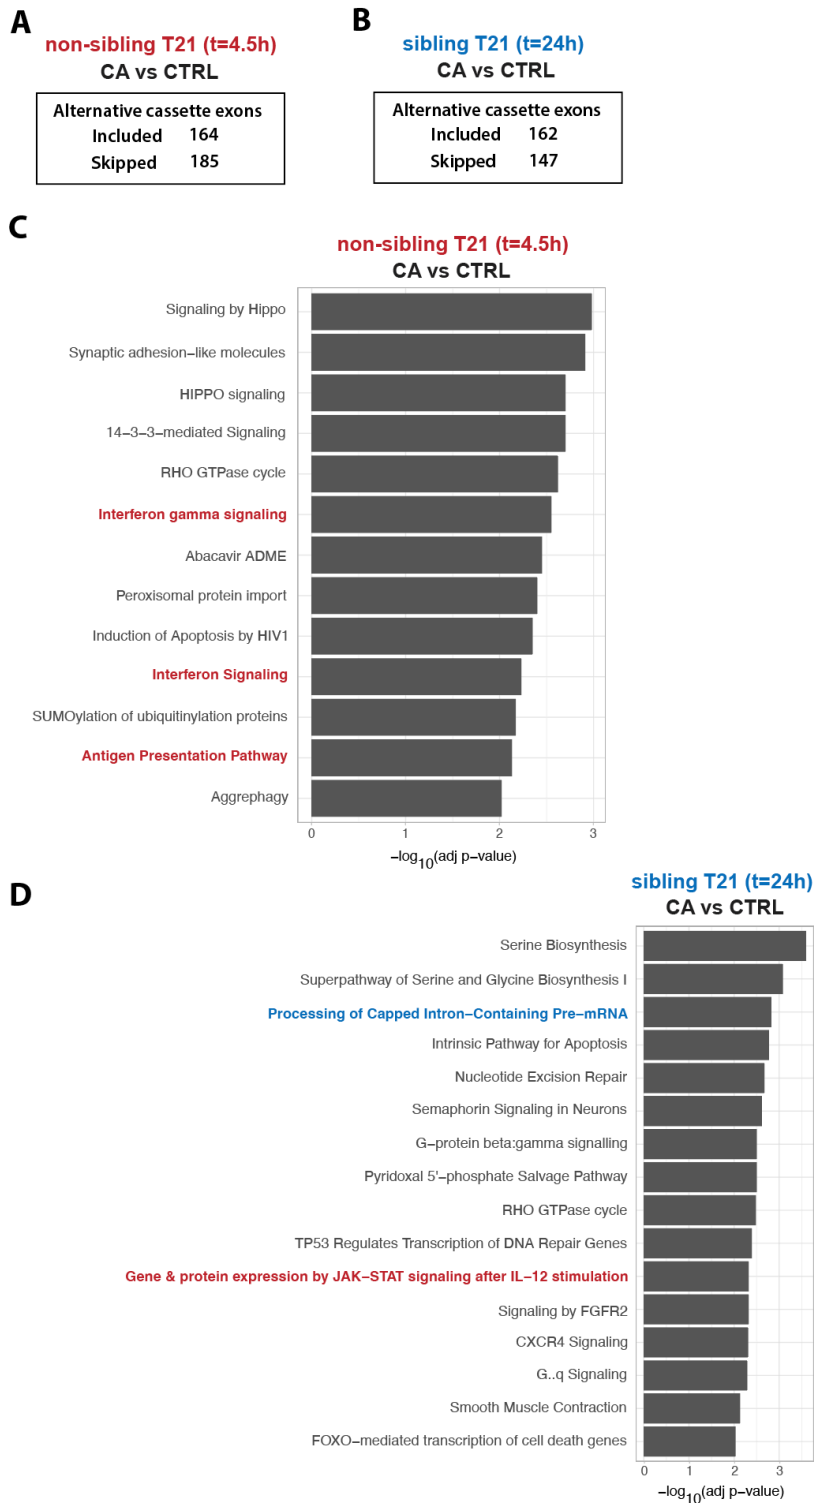 A
non-sibling T21 (t=4.5h)
CA vs CTRL
Alternative cassette exons
Included 164
Skipped 185
B
sibling T21 (t=24h)
CA vs CTRL
Alternative cassette exons
Included 162
Skipped 147
C
non-sibling T21 (t=4.5h)
CA vs CTRL
Signaling by Hippo
Synaptic adhesion−like molecules
HIPPO signaling
14−3−3−mediated Signaling
RHO GTPase cycle
Interferon gamma signaling
Abacavir ADME
Peroxisomal protein import
Induction of Apoptosis by HIV1
Interferon Signaling
SUMOylation of ubiquitinylation proteins
Antigen Presentation Pathway
Aggrephagy
0 1 2 3
−log10(adj p−value)
D
sibling T21 (t=24h)
CA vs CTRL
Serine Biosynthesis
Superpathway of Serine and Glycine Biosynthesis I
Processing of Capped Intron−Containing Pre−mRNA
Intrinsic Pathway for Apoptosis
Nucleotide Excision Repair
Semaphorin Signaling in Neurons
G−protein beta:gamma signalling
Pyridoxal 5'−phosphate Salvage Pathway
RHO GTPase cycle
TP53 Regulates Transcription of DNA Repair Genes
Gene & protein expression by JAK−STAT signaling after IL−12 stimulation
Signaling by FGFR2
CXCR4 Signaling
G..q Signaling
Smooth Muscle Contraction
FOXO−mediated transcription of cell death genes
0 1 2 3
−log10(adj p−value)